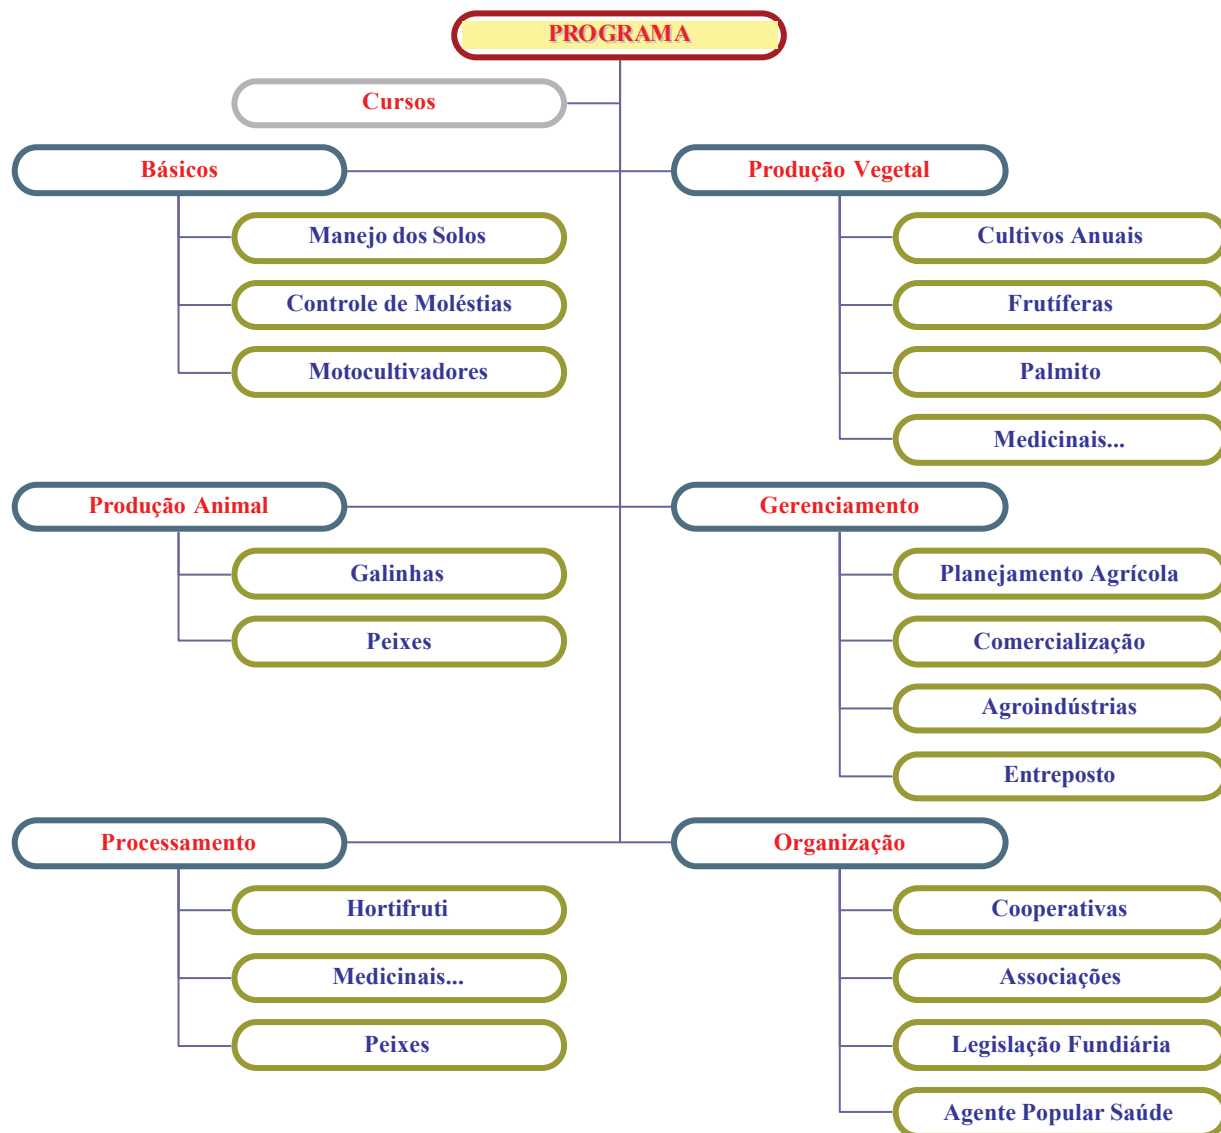 PROGRAMA
Cursos
Básicos
Manejo dos Solos
Controle de Moléstias
Motocultivadores
Produção Vegetal
Cultivos Anuais
Frutíferas
Palmito
Medicinais...
Produção Animal
Galinhas
Peixes
Gerenciamento
Planejamento Agrícola
Comercialização
Agroindústrias
Entreposto
Processamento
Hortifruti
Medicinais...
Peixes
Organização
Cooperativas
Associações
Legislação Fundiária
Agente Popular Saúde